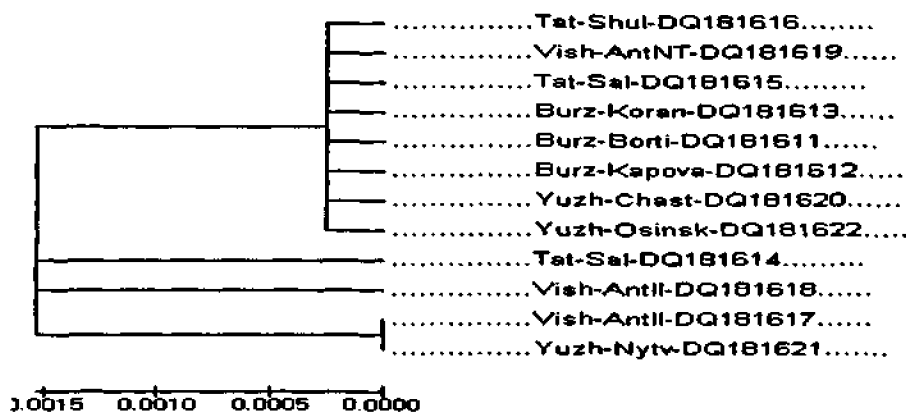 Tat-Shul-DQ181616
Vish-AntNT-DQ181619
Tat-Sal-DQ181615
Burz-Koran-DQ181613
Burz-Borti-DQ181611
Burz-Kapova-DQ181612
Yuzh-Chast-DQ181620
Yuzh-Osinsk-DQ181622
Tat-Sal-DQ181614
Vish-AntII-DQ181618
Vish-AntII-DQ181617
Yuzh-Nytv-DQ181621
0.0015 0.0010 0.0005 0.0000